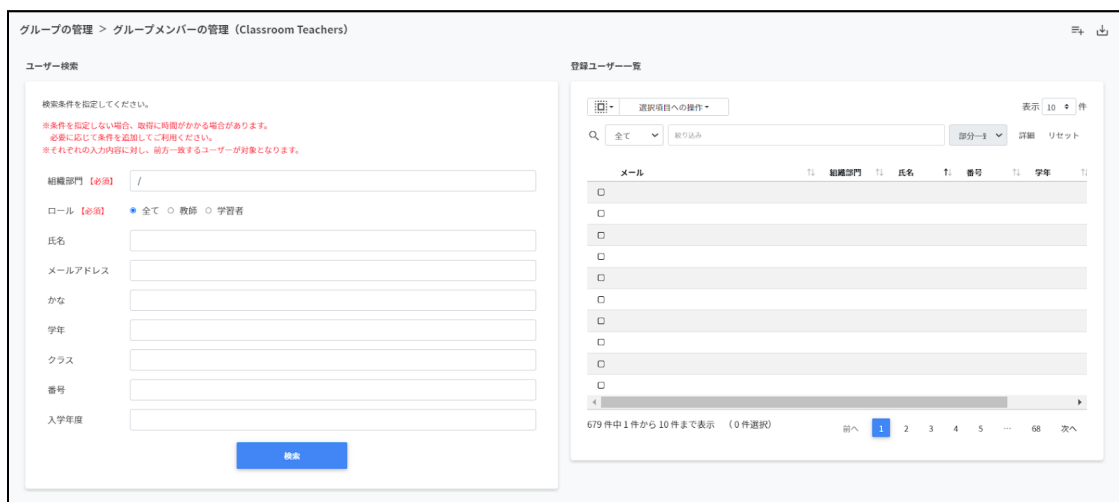 グループの管理 > グループメンバーの管理（Classroom Teachers）
ユーザー検索
検索条件を指定してください。
※条件を指定しない場合、取得に時間がかかる場合があります。
必要に応じて条件を追加してご利用ください。
※それぞれの入力内容に対し、前方一致するユーザーが対象となります。
組織部門 【必須】 /
ロール 【必須】 全て 教師 学習者
氏名
メールアドレス
かな
学年
クラス
番号
入学年度
検索
登録ユーザー一覧
選択項目への操作 表示 10 件
全て 絞り込み 部分一致 詳細 リセット
メール 組織部門 氏名 番号 学年
679 件中 1 件から 10 件まで表示 （ 0 件選択） 前へ 1 2 3 4 5 … 68 次へ